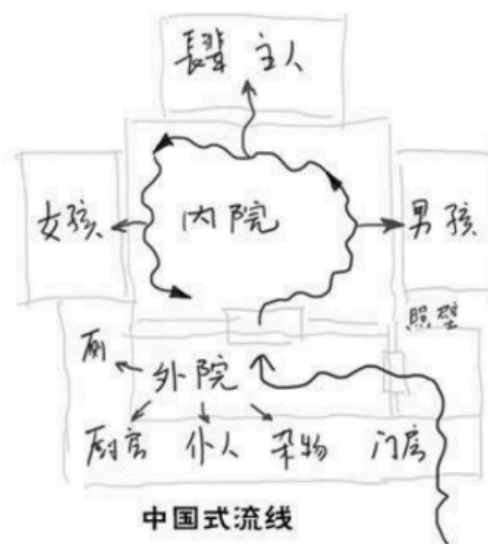 長辈 主人
女孩
内院
男孩
照壁
厕
外院
厨房 仆人 杂物 门房
中国式流线